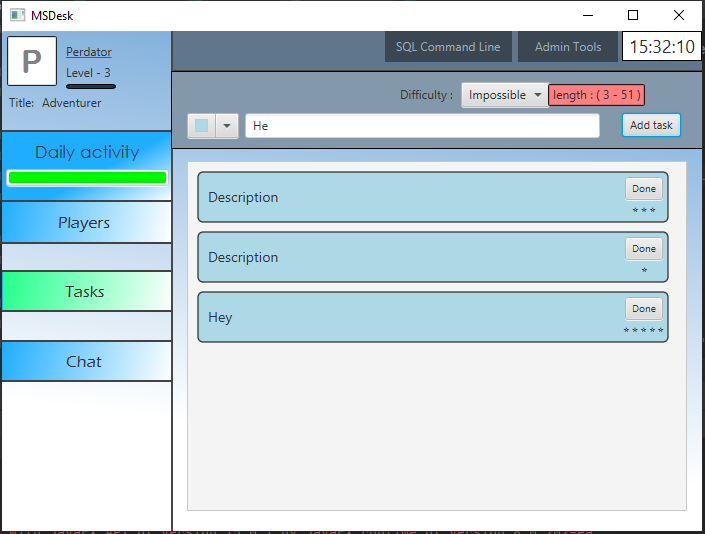 MSDesk
P
Perdator
Level - 3
Title: Adventurer
SQL Command Line
Admin Tools
15:32:10
Difficulty :
Impossible
length : ( 3 - 51 )
He
Add task
Daily activity
Players
Tasks
Chat
Description
Done
* * *
Description
Done
*
Hey
Done
* * * * *